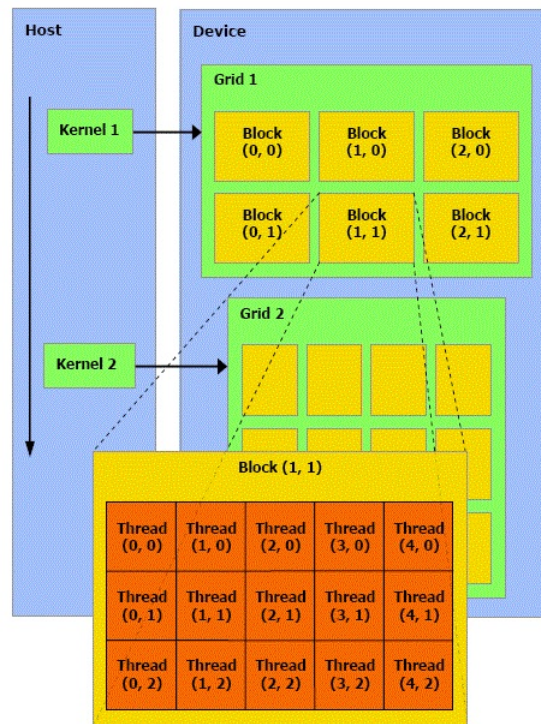 Host
Device
Grid 1
Kernel 1
Block Block Block
(0, 0) (1, 0) (2, 0)
Block Block Block
(0, 1) (1, 1) (2, 1)
Grid 2
Kernel 2
Block (1, 1)
Thread Thread Thread Thread Thread
(0, 0) (1, 0) (2, 0) (3, 0) (4, 0)
Thread Thread Thread Thread Thread
(0, 1) (1, 1) (2, 1) (3, 1) (4, 1)
Thread Thread Thread Thread Thread
(0, 2) (1, 2) (2, 2) (3, 2) (4, 2)